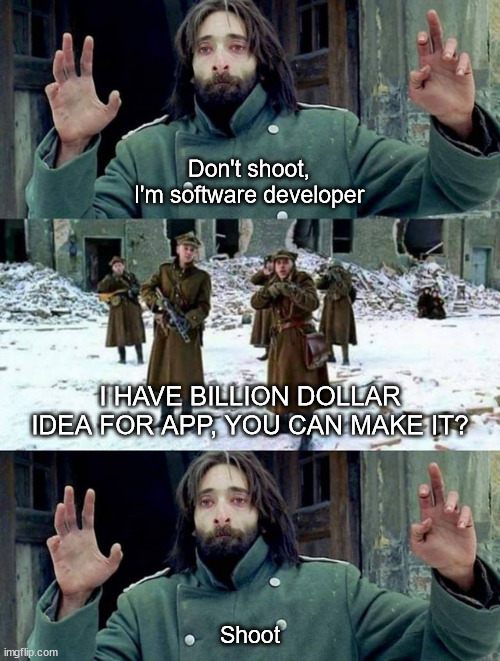 Don't shoot,
I'm software developer
I HAVE BILLION DOLLAR
IDEA FOR APP, YOU CAN MAKE IT?
Shoot
imgflip.com